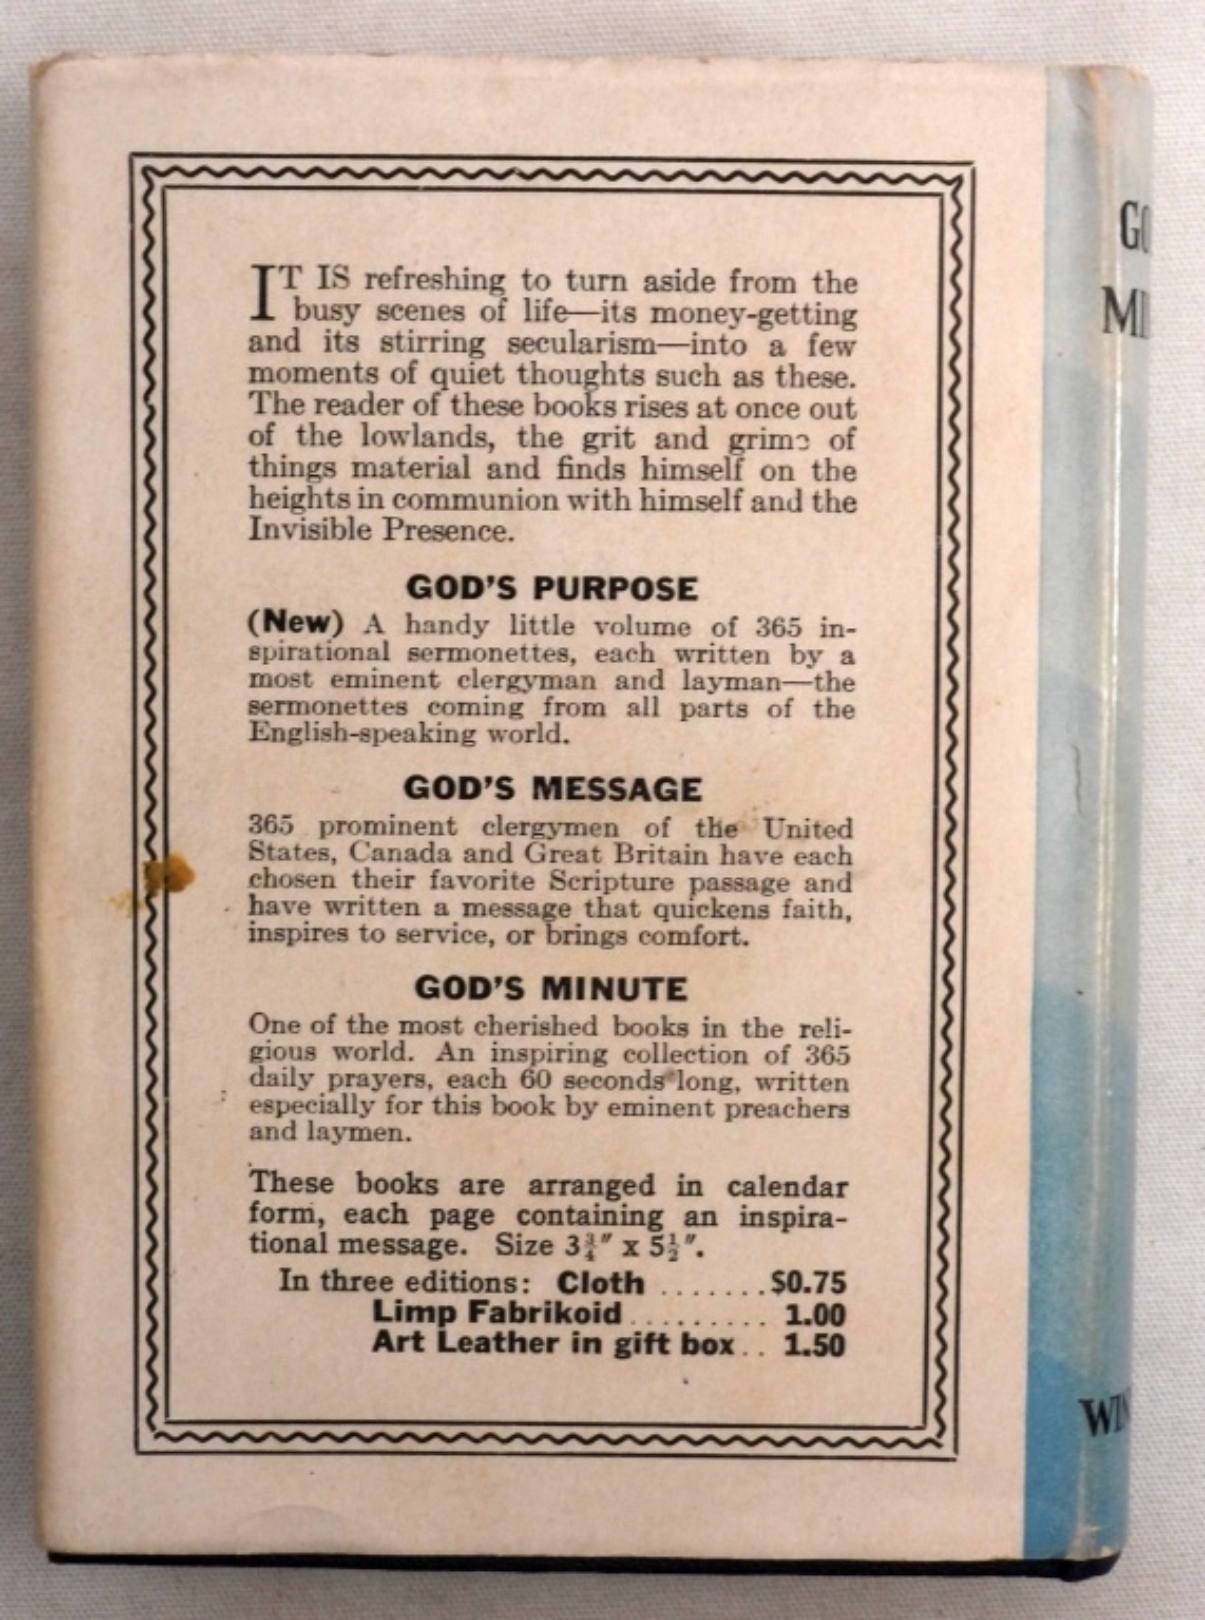 IT IS refreshing to turn aside from the
busy scenes of life—its money-getting
and its stirring secularism—into a few
moments of quiet thoughts such as these.
The reader of these books rises at once out
of the lowlands, the grit and grime of
things material and finds himself on the
heights in communion with himself and the
Invisible Presence.
GOD'S PURPOSE
(New) A handy little volume of 365 in-
spirational sermonettes, each written by a
most eminent clergyman and layman—the
sermonettes coming from all parts of the
English-speaking world.
GOD'S MESSAGE
365 prominent clergymen of the United
States, Canada and Great Britain have each
chosen their favorite Scripture passage and
have written a message that quickens faith,
inspires to service, or brings comfort.
GOD'S MINUTE
One of the most cherished books in the reli-
gious world. An inspiring collection of 365
daily prayers, each 60 seconds long, written
especially for this book by eminent preachers
and laymen.
These books are arranged in calendar
form, each page containing an inspira-
tional message. Size 3¾" x 5½".
In three editions: Cloth .......$0.75
Limp Fabrikoid......... 1.00
Art Leather in gift box.. 1.50